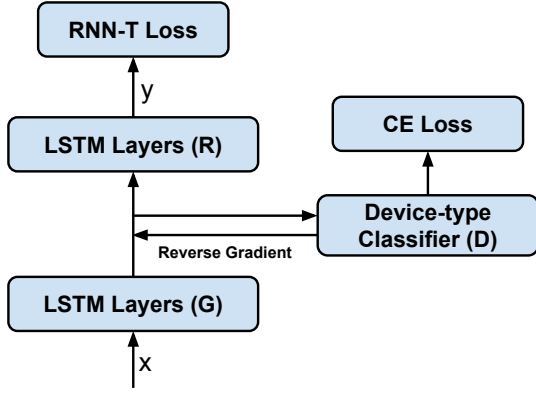 RNN-T Loss
y
LSTM Layers (R)
CE Loss
Device-type
Classifier (D)
Reverse Gradient
LSTM Layers (G)
x